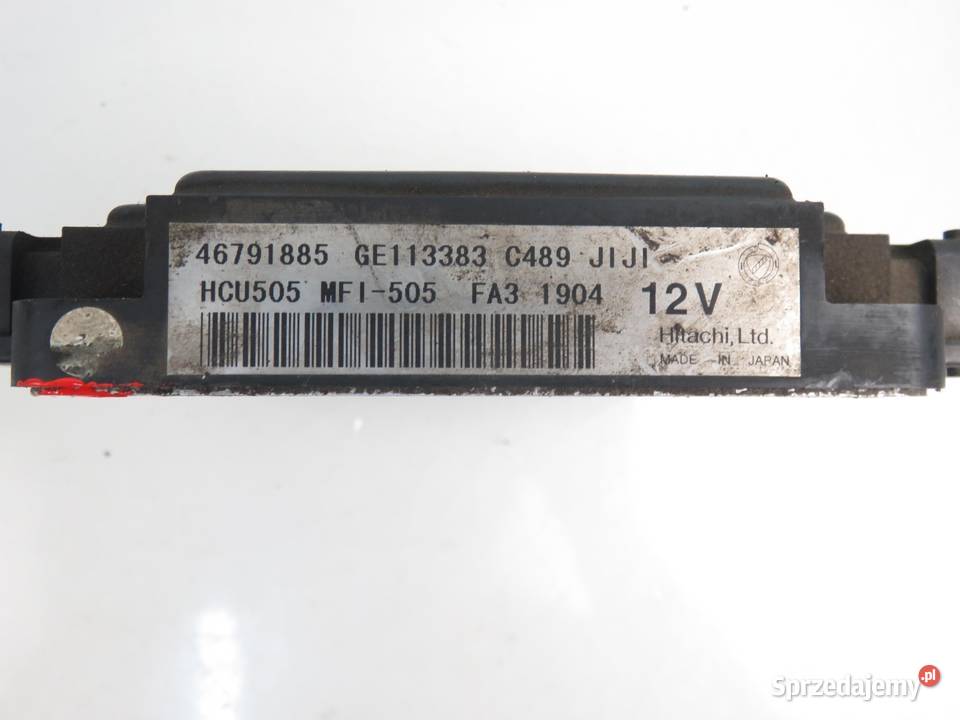 46791885 GE113383 C489 JIJI
HCU505 MFI-505 FA3 1904 12V
Hitachi, Ltd.
MADE IN JAPAN
Sprzedajemy.pl